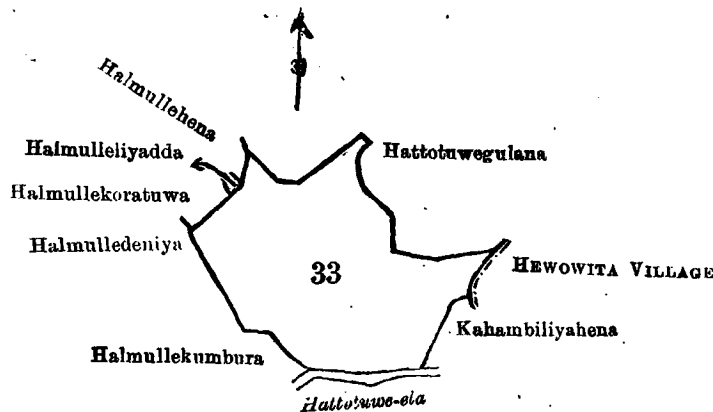 Halmullehena
Halmulleliyadda
Hattotuwegulana
Halmullekoratuwa
Halmulledeniya
33
HEWOWITA VILLAGE
Kahambiliyahena
Halmullekumbura
Hattotuwe-ela